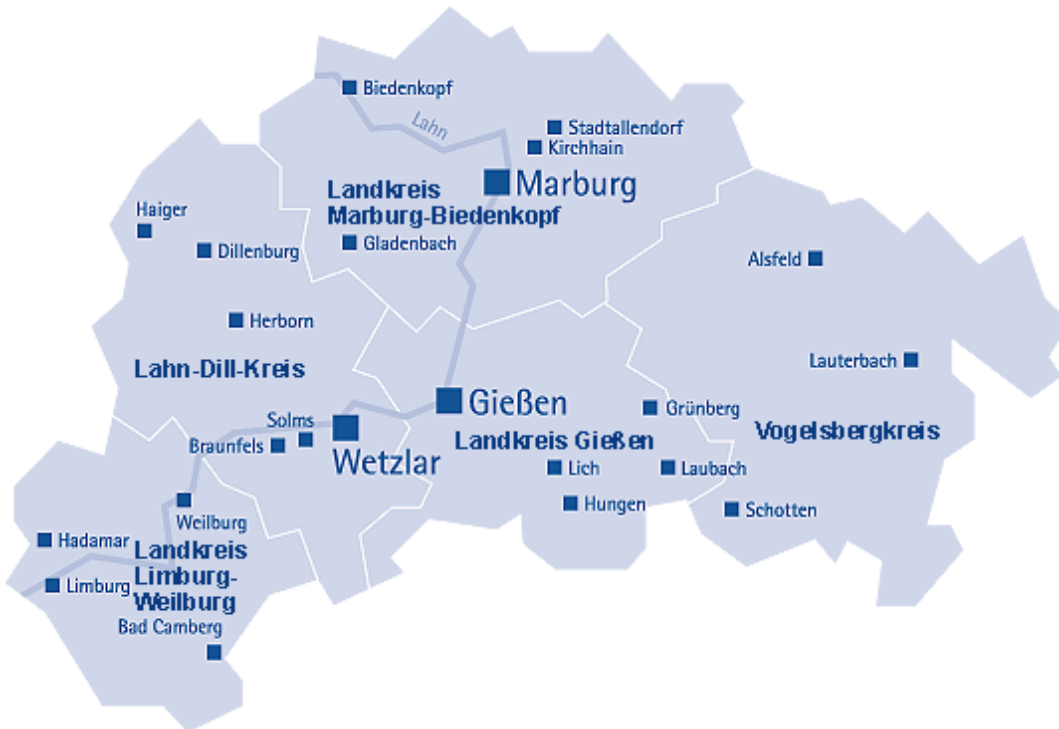 Biedenkopf
Lahn
Stadtallendorf
Kirchhain
Marburg
Landkreis
Marburg-Biedenkopf
Haiger
Dillenburg
Gladenbach
Alsfeld
Herborn
Lahn-Dill-Kreis
Lauterbach
Gießen
Grünberg
Solms
Braunfels
Wetzlar
Landkreis Gießen
Vogelsbergkreis
Lich
Laubach
Hungen
Schotten
Weilburg
Hadamar
Landkreis
Limburg-
Weilburg
Limburg
Bad Camberg